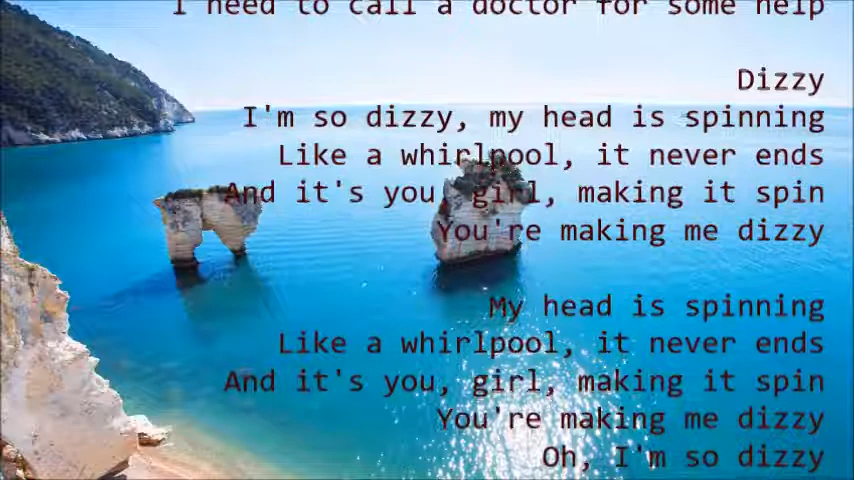 I need to call a doctor for some help
Dizzy
I'm so dizzy, my head is spinning
Like a whirlpool, it never ends
And it's you, girl, making it spin
You're making me dizzy
My head is spinning
Like a whirlpool, it never ends
And it's you, girl, making it spin
You're making me dizzy
Oh, I'm so dizzy